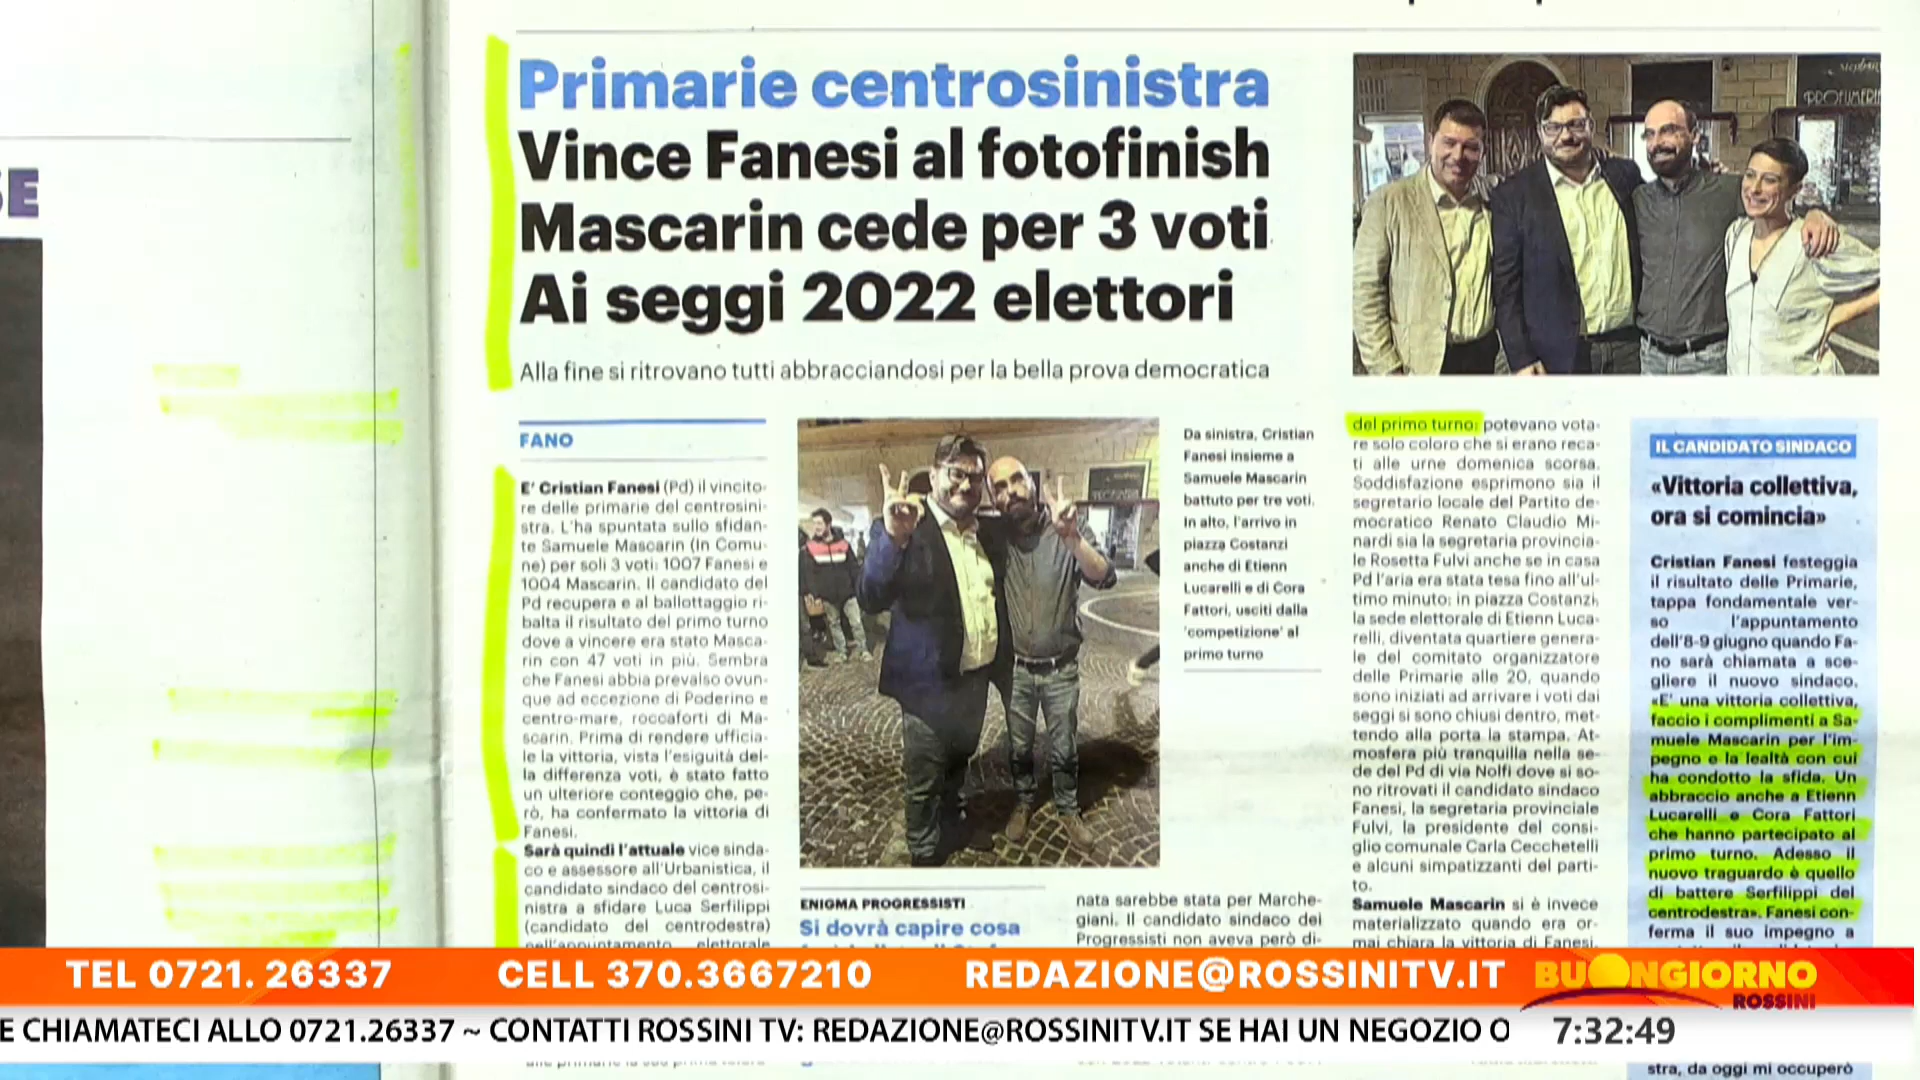 SE
PROFUMERIE
Primarie centrosinistra
Vince Fanesi al fotofinish
Mascarin cede per 3 voti
Ai seggi 2022 elettori
Alla fine si ritrovano tutti abbracciandosi per la bella prova democratica
FANO
E' Cristian Fanesi (Pd) il vincito-
re delle primarie del centrosini-
stra. L'ha spuntata sullo sfidan-
te Samuele Mascarin (In Comu-
ne) per soli 3 voti: 1007 Fanesi e
1004 Mascarin. Il candidato del
Pd recupera e al ballottaggio ri-
balta il risultato del primo turno
dove a vincere era stato Masca-
rin con 47 voti in più. Sembra
che Fanesi abbia prevalso ovun-
que ad eccezione di Poderino e
centro-mare, roccaforti di Ma-
scarin. Prima di rendere ufficia-
le la vittoria, vista l'esiguità del-
la differenza voti, è stato fatto
un ulteriore conteggio che, pe-
rò, ha confermato la vittoria di
Fanesi.
Sarà quindi l'attuale vice sinda-
co e assessore all'Urbanistica, il
candidato sindaco del centrosi-
nistra a sfidare Luca Serfilippi
(candidato del centrodestra)
nell'appuntamento elettorale
Da sinistra, Cristian
Fanesi insieme a
Samuele Mascarin
battuto per tre voti.
In alto, l'arrivo in
piazza Costanzi
anche di Etienn
Lucarelli e di Cora
Fattori, usciti dalla
'competizione' al
primo turno
ENIGMA PROGRESSISTI
Si dovrà capire cosa
nata sarebbe stata per Marche-
giani. Il candidato sindaco dei
Progressisti non aveva però di-
del primo turno: potevano vota-
re solo coloro che si erano reca-
ti alle urne domenica scorsa.
Soddisfazione esprimono sia il
segretario locale del Partito de-
mocratico Renato Claudio Mi-
nardi sia la segretaria provincia-
le Rosetta Fulvi anche se in casa
Pd l'aria era stata tesa fino all'ul-
timo minuto: in piazza Costanzi,
la sede elettorale di Etienn Luca-
relli, diventata quartiere genera-
le del comitato organizzatore
delle Primarie alle 20, quando
sono iniziati ad arrivare i voti dai
seggi si sono chiusi dentro, met-
tendo alla porta la stampa. At-
mosfera più tranquilla nella se-
de del Pd di via Nolfi dove si so-
no ritrovati il candidato sindaco
Fanesi, la segretaria provinciale
Fulvi, la presidente del consi-
glio comunale Carla Cecchetelli
e alcuni simpatizzanti del parti-
to.
Samuele Mascarin si è invece
materializzato quando era or-
mai chiara la vittoria di Fanesi.
IL CANDIDATO SINDACO
«Vittoria collettiva,
ora si comincia»
Cristian Fanesi festeggia
il risultato delle Primarie,
tappa fondamentale ver-
so l'appuntamento
dell'8-9 giugno quando Fa-
no sarà chiamata a sce-
gliere il nuovo sindaco.
«E' una vittoria collettiva,
faccio i complimenti a Sa-
muele Mascarin per l'im-
pegno e la lealtà con cui
ha condotto la sfida. Un
abbraccio anche a Etienn
Lucarelli e Cora Fattori
che hanno partecipato al
primo turno. Adesso il
nuovo traguardo è quello
di battere Serfilippi del
centrodestra». Fanesi con-
ferma il suo impegno a
TEL 0721. 26337 CELL 370.3667210 REDAZIONE@ROSSINITV.IT
BUONGIORNO
ROSSINI
E CHIAMATECI ALLO 0721.26337 ~ CONTATTI ROSSINI TV: REDAZIONE@ROSSINITV.IT SE HAI UN NEGOZIO O
7:32:49
stra, da oggi mi occuperò